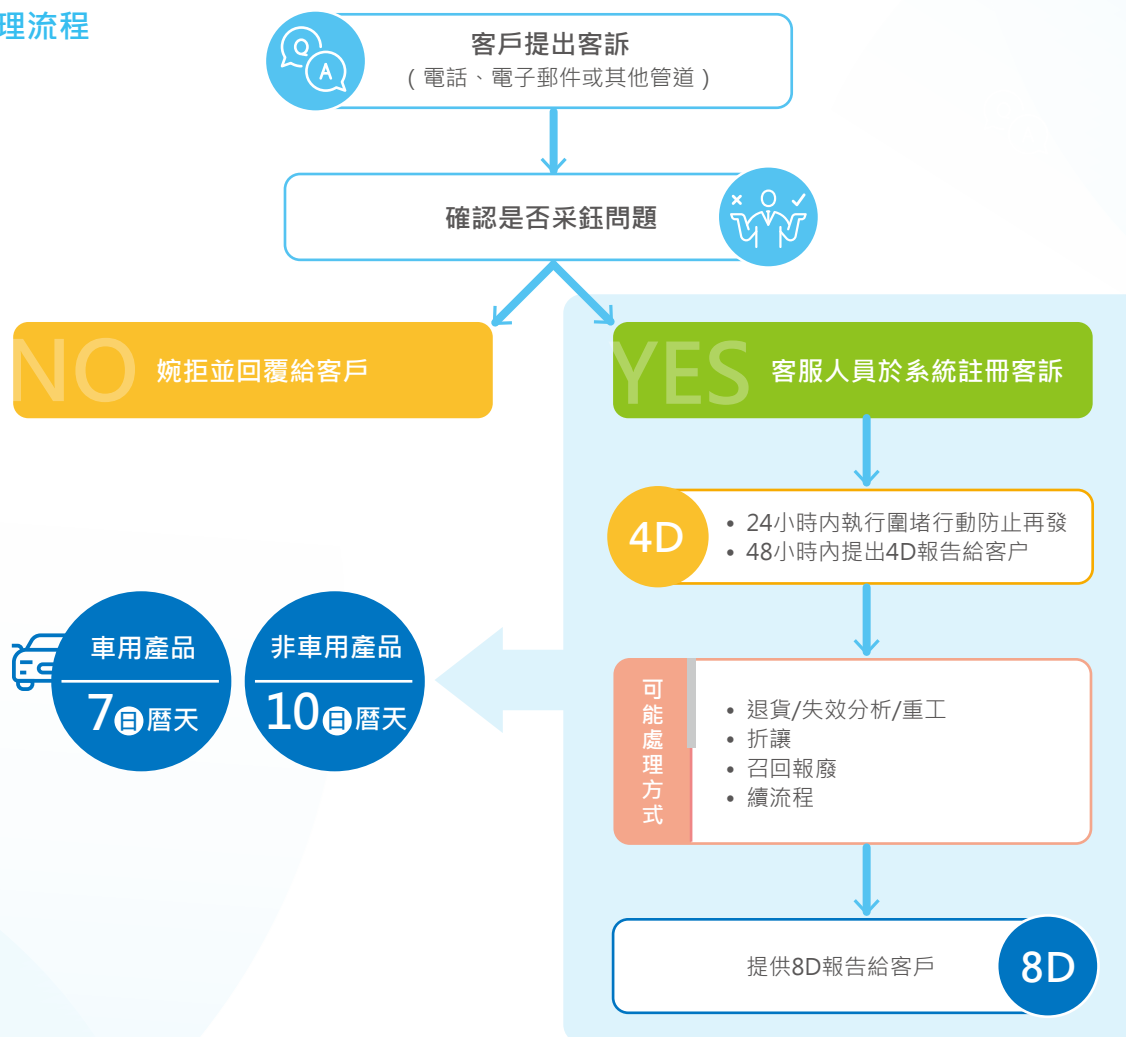 理流程
Q
A
客戶提出客訴
(電話、電子郵件或其他管道)
確認是否采鈺問題
NO 婉拒並回覆給客戶
YES 客服人員於系統註冊客訴
4D
• 24小時內執行圍堵行動防止再發
• 48小時內提出4D報告給客户
車用產品
7日曆天
非車用產品
10日曆天
可能處理方式
• 退貨/失效分析/重工
• 折讓
• 召回報廢
• 續流程
提供8D報告給客戶
8D